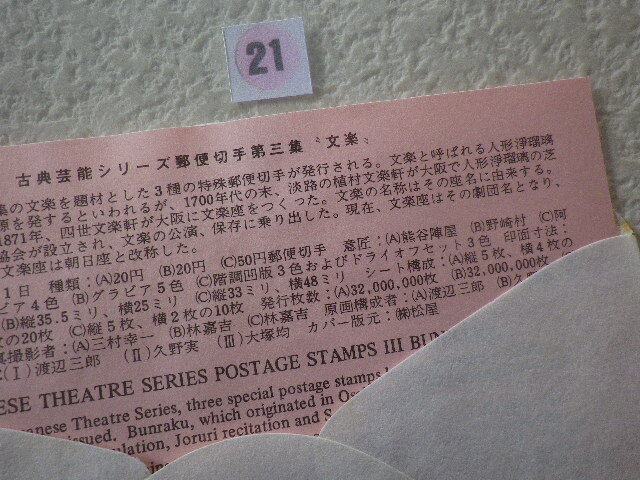 21
古典芸能シリーズ郵便切手第三集〝文楽〟
集の文楽を題材とした3種の特殊郵便切手が発行される。文楽と呼ばれる人形浄瑠璃
源を発するといわれるが、1700年代の末、淡路の植村文楽軒が大阪で人形浄瑠璃の芝
1871年、四世文楽軒が大阪に文楽座をつくった。文楽の名称はその座名に由来する。
協会が設立され、文楽の公演、保存に乗り出した。現在、文楽座はその劇団名となり、
文楽座は朝日座と改称した。
1日 種類:(A)20円 (B)20円 (C)50円郵便切手 意匠:(A)熊谷陣屋 (B)野崎村 (C)阿
ビア4色 (B)グラビア5色 (C)階調凹版3色およびドライオフセット3色 印面寸法:
(B)縦35.5ミリ、横25ミリ (C)縦33ミリ、横48ミリ シート構成:(A)縦5枚、横4枚の
の20枚 (C)縦5枚、横2枚の10枚 発行枚数:(A)32,000,000枚 (B)32,000,000枚
真撮影者:(A)三村幸一 (B)林嘉吉 (C)林嘉吉 原画構成者:(A)渡辺三郎 (B)久
(I)渡辺三郎 (II)久野実 (III)大塚均 カバー版元:㈱松屋
ESE THEATRE SERIES POSTAGE STAMPS III BUN
anese Theatre Series, three special postage stamps
issued. Bunraku, which originated in Os
ulation, Joruri recitation and S